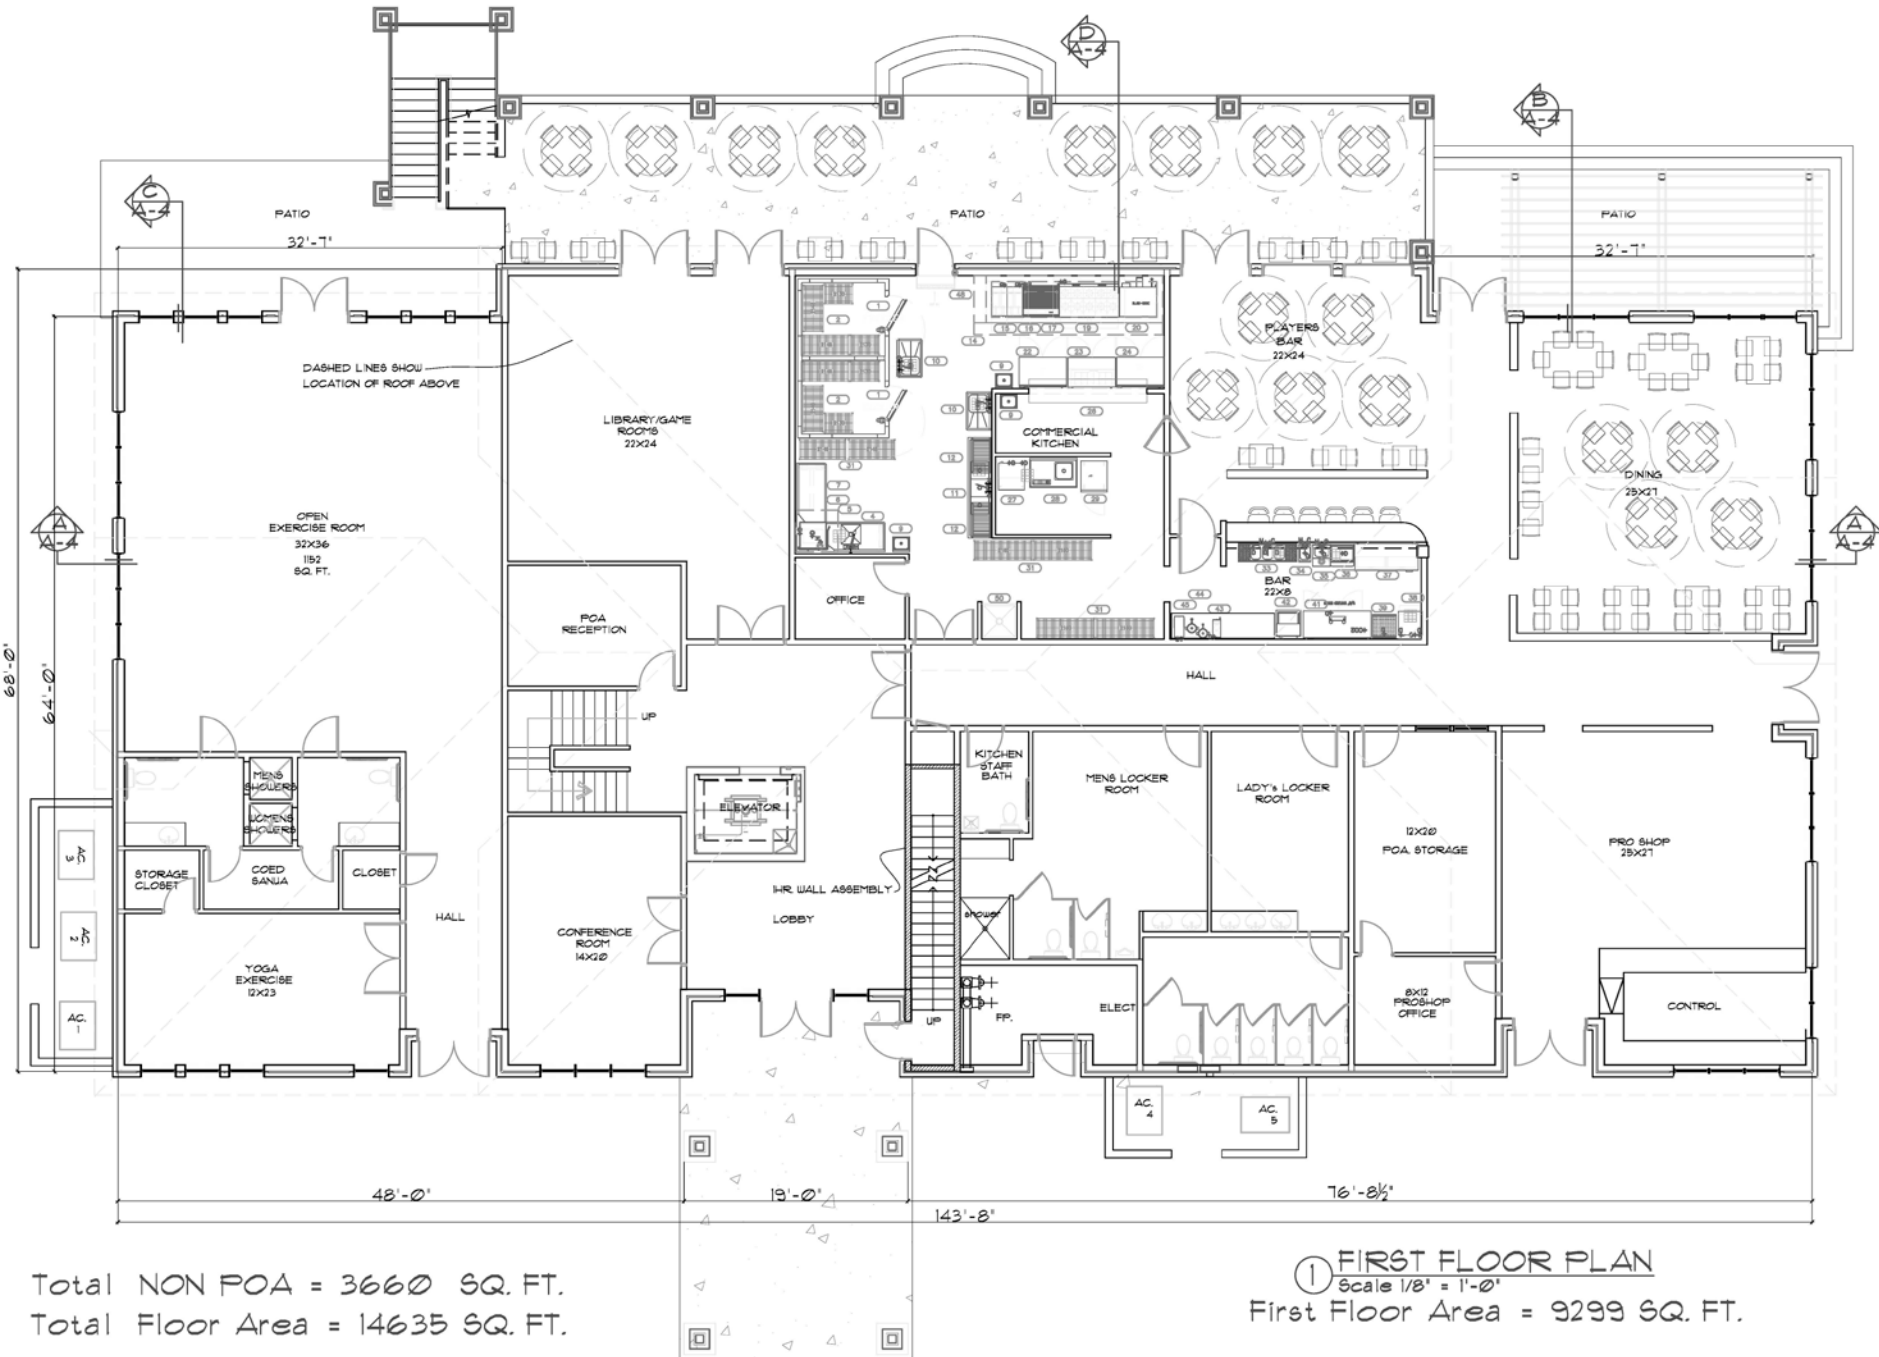 D
A-4
B
A-4
C
A-4
PATIO
32'-7"
PATIO
PATIO
32'-7"
DASHED LINES SHOW
LOCATION OF ROOF ABOVE
LIBRARY/GAME
ROOMS
22X24
PLAYERS
BAR
22X24
COMMERCIAL
KITCHEN
DINING
25X27
OPEN
EXERCISE ROOM
32X36
1152
SQ. FT.
A
A-4
A
A-4
BAR
22X8
OFFICE
POA
RECEPTION
68'-0"
64'-0"
HALL
UP
KITCHEN
STAFF
BATH
MENS LOCKER
ROOM
LADY's LOCKER
ROOM
MENS
SHOWERS
WOMENS
SHOWERS
ELEVATOR
12X20
POA. STORAGE
PRO SHOP
25X27
AC.
3
STORAGE
CLOSET
COED
SANUA
CLOSET
1HR WALL ASSEMBLY
LOBBY
HALL
shower
AC.
2
CONFERENCE
ROOM
14X20
YOGA
EXERCISE
12X23
AC.
1
UP
FP.
ELECT
8X12
PROSHOP
OFFICE
CONTROL
AC.
4
AC.
5
48'-0"
19'-0"
76'-8½"
143'-8"
1
FIRST FLOOR PLAN
Scale 1/8" = 1'-0"
First Floor Area = 9299 SQ. FT.
Total NON POA = 3660 SQ. FT.
Total Floor Area = 14635 SQ. FT.